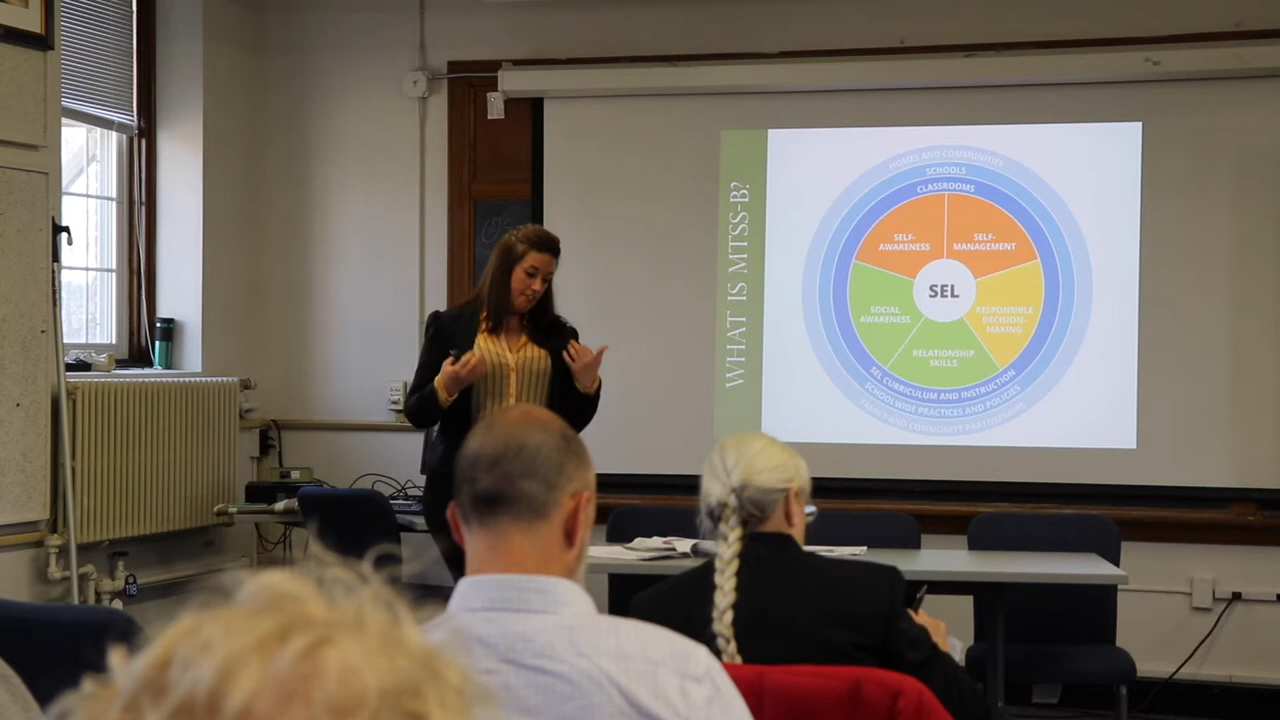 WHAT IS MTSS-B?
HOMES AND COMMUNITIES
SCHOOLS
CLASSROOMS
SELF-
AWARENESS
SELF-
MANAGEMENT
SEL
SOCIAL
AWARENESS
RESPONSIBLE
DECISION-
MAKING
RELATIONSHIP
SKILLS
SEL CURRICULUM AND INSTRUCTION
SCHOOLWIDE PRACTICES AND POLICIES
FAMILY AND COMMUNITY PARTNERSHIPS
118